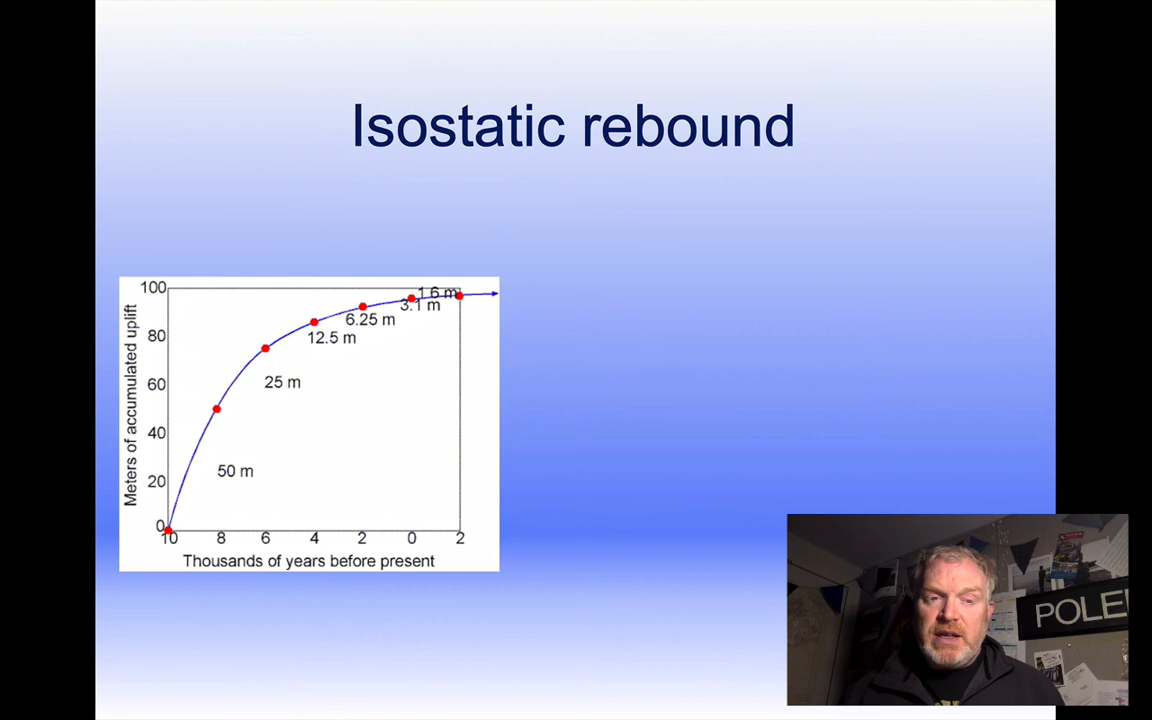 Isostatic rebound
100
80
60
40
20
0
Meters of accumulated uplift
1.6 m
3.1 m
6.25 m
12.5 m
25 m
50 m
10 8 6 4 2 0 2
Thousands of years before present
POLE